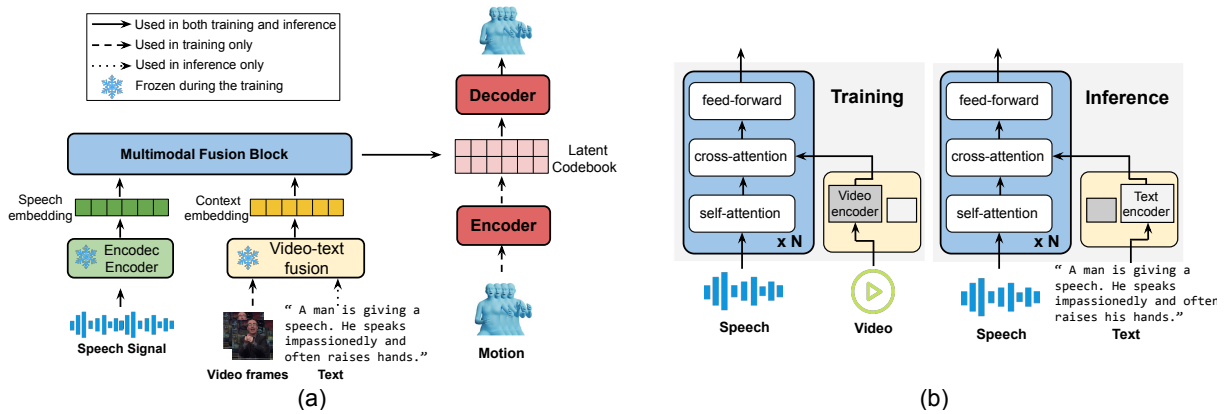 Used in both training and inference
Used in training only
Used in inference only
Frozen during the training
Multimodal Fusion Block
Speech
embedding
Context
embedding
Encodec
Encoder
Video-text
fusion
Speech Signal
Video frames
“ A man is giving a
speech. He speaks
impassionedly and
often raises hands.”
Text
Decoder
Latent
Codebook
Encoder
Motion
(a)
Training
feed-forward
cross-attention
self-attention
x N
Video
encoder
Speech
Video
Inference
feed-forward
cross-attention
self-attention
x N
Text
encoder
Speech
“ A man is giving a
speech. He speaks
impassionedly and often
raises his hands.”
Text
(b)